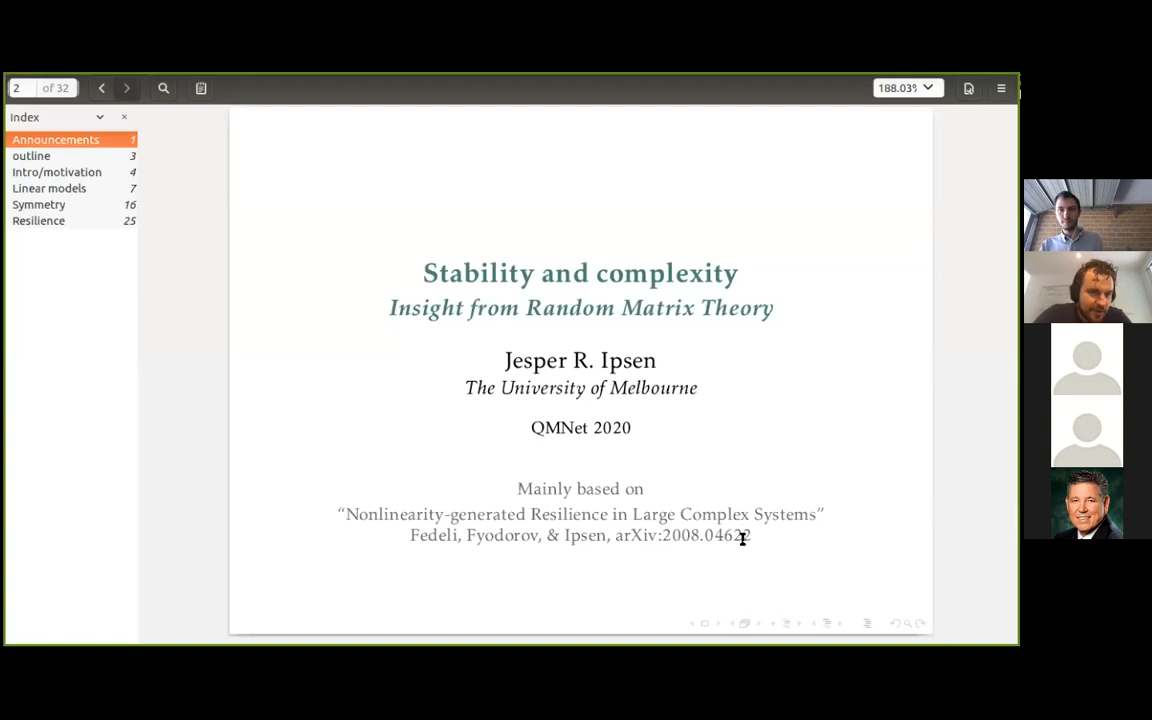 2 of 32
188.03%
Index
Announcements 1
outline 3
Intro/motivation 4
Linear models 7
Symmetry 16
Resilience 25
Stability and complexity
Insight from Random Matrix Theory
Jesper R. Ipsen
The University of Melbourne
QMNet 2020
Mainly based on
“Nonlinearity-generated Resilience in Large Complex Systems”
Fedeli, Fyodorov, & Ipsen, arXiv:2008.04622